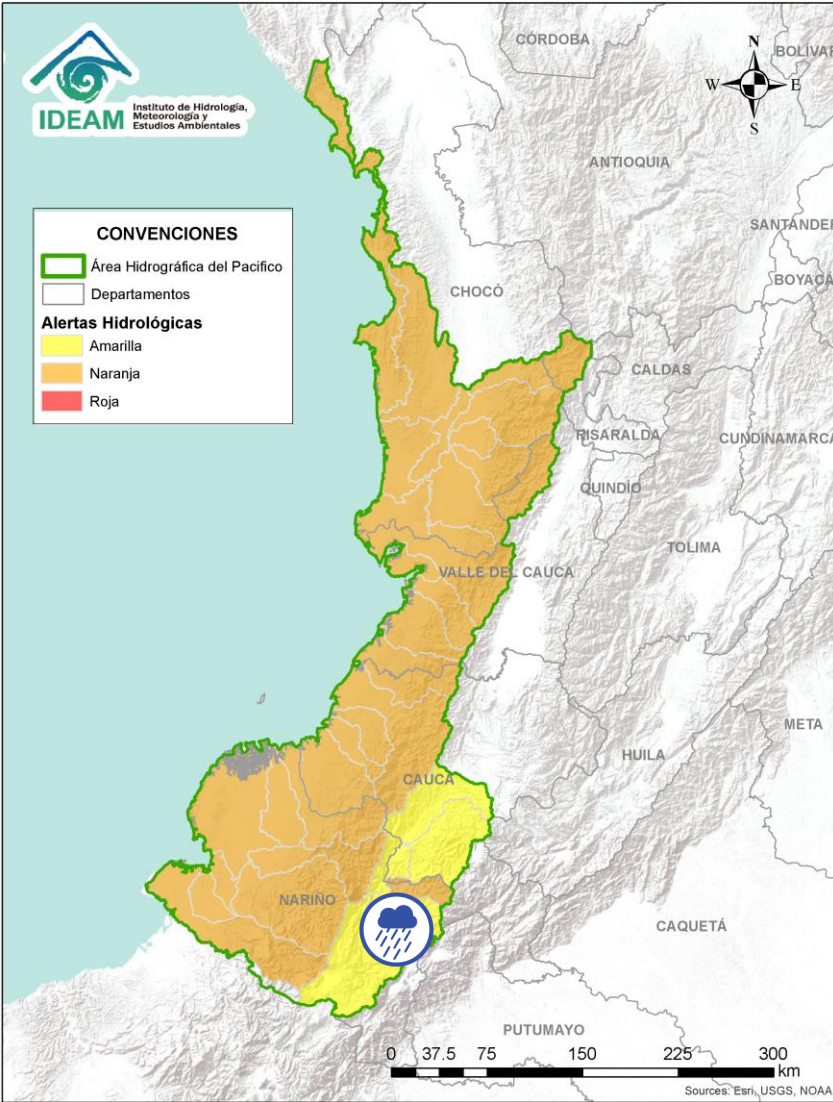 IDEAM
Instituto de Hidrología,
Meteorología y
Estudios Ambientales
N
W
E
S
CÓRDOBA
BOLÍVAR
ANTIOQUIA
SANTANDER
BOYACÁ
CHOCÓ
CONVENCIONES
Área Hidrográfica del Pacifico
Departamentos
Alertas Hidrológicas
Amarilla
Naranja
Roja
CALDAS
RISARALDA
CUNDINAMARCA
QUINDÍO
TOLIMA
VALLE DEL CAUCA
META
HUILA
CAUCA
NARIÑO
CAQUETÁ
PUTUMAYO
0 37.5 75 150 225 300
km
Sources: Esri, USGS, NOAA